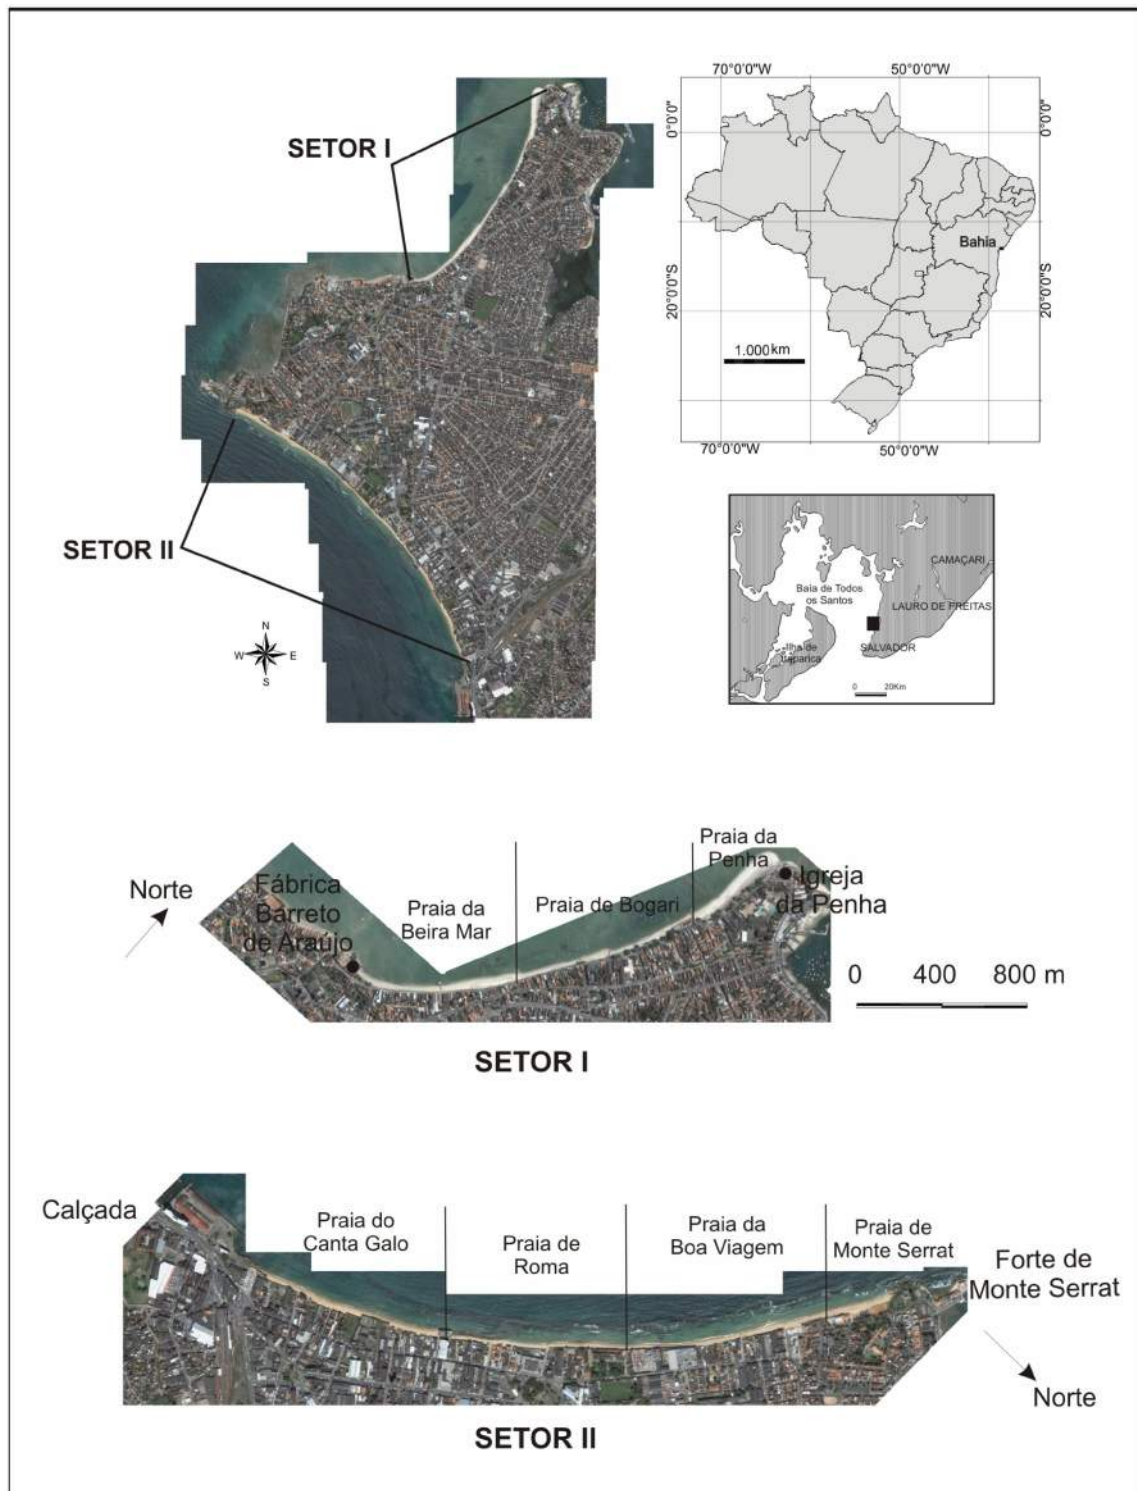 SETOR I
SETOR II
N
W E
S
70°0'0"W 50°0'0"W
0°0'0" 0°0'0"
Bahia
20°0'0"S 20°0'0"S
1.000 km
70°0'0"W 50°0'0"W
CAMAÇARI
Baía de Todos
os Santos
LAURO DE FREITAS
Ilha de
Itaparica
SALVADOR
0 20Km
Norte
Fábrica
Barreto
de Araújo
Praia da
Beira Mar
Praia de Bogari
Praia da
Penha
Igreja
da Penha
0 400 800 m
SETOR I
Calçada
Praia do
Canta Galo
Praia de
Roma
Praia da
Boa Viagem
Praia de
Monte Serrat
Forte de
Monte Serrat
Norte
SETOR II